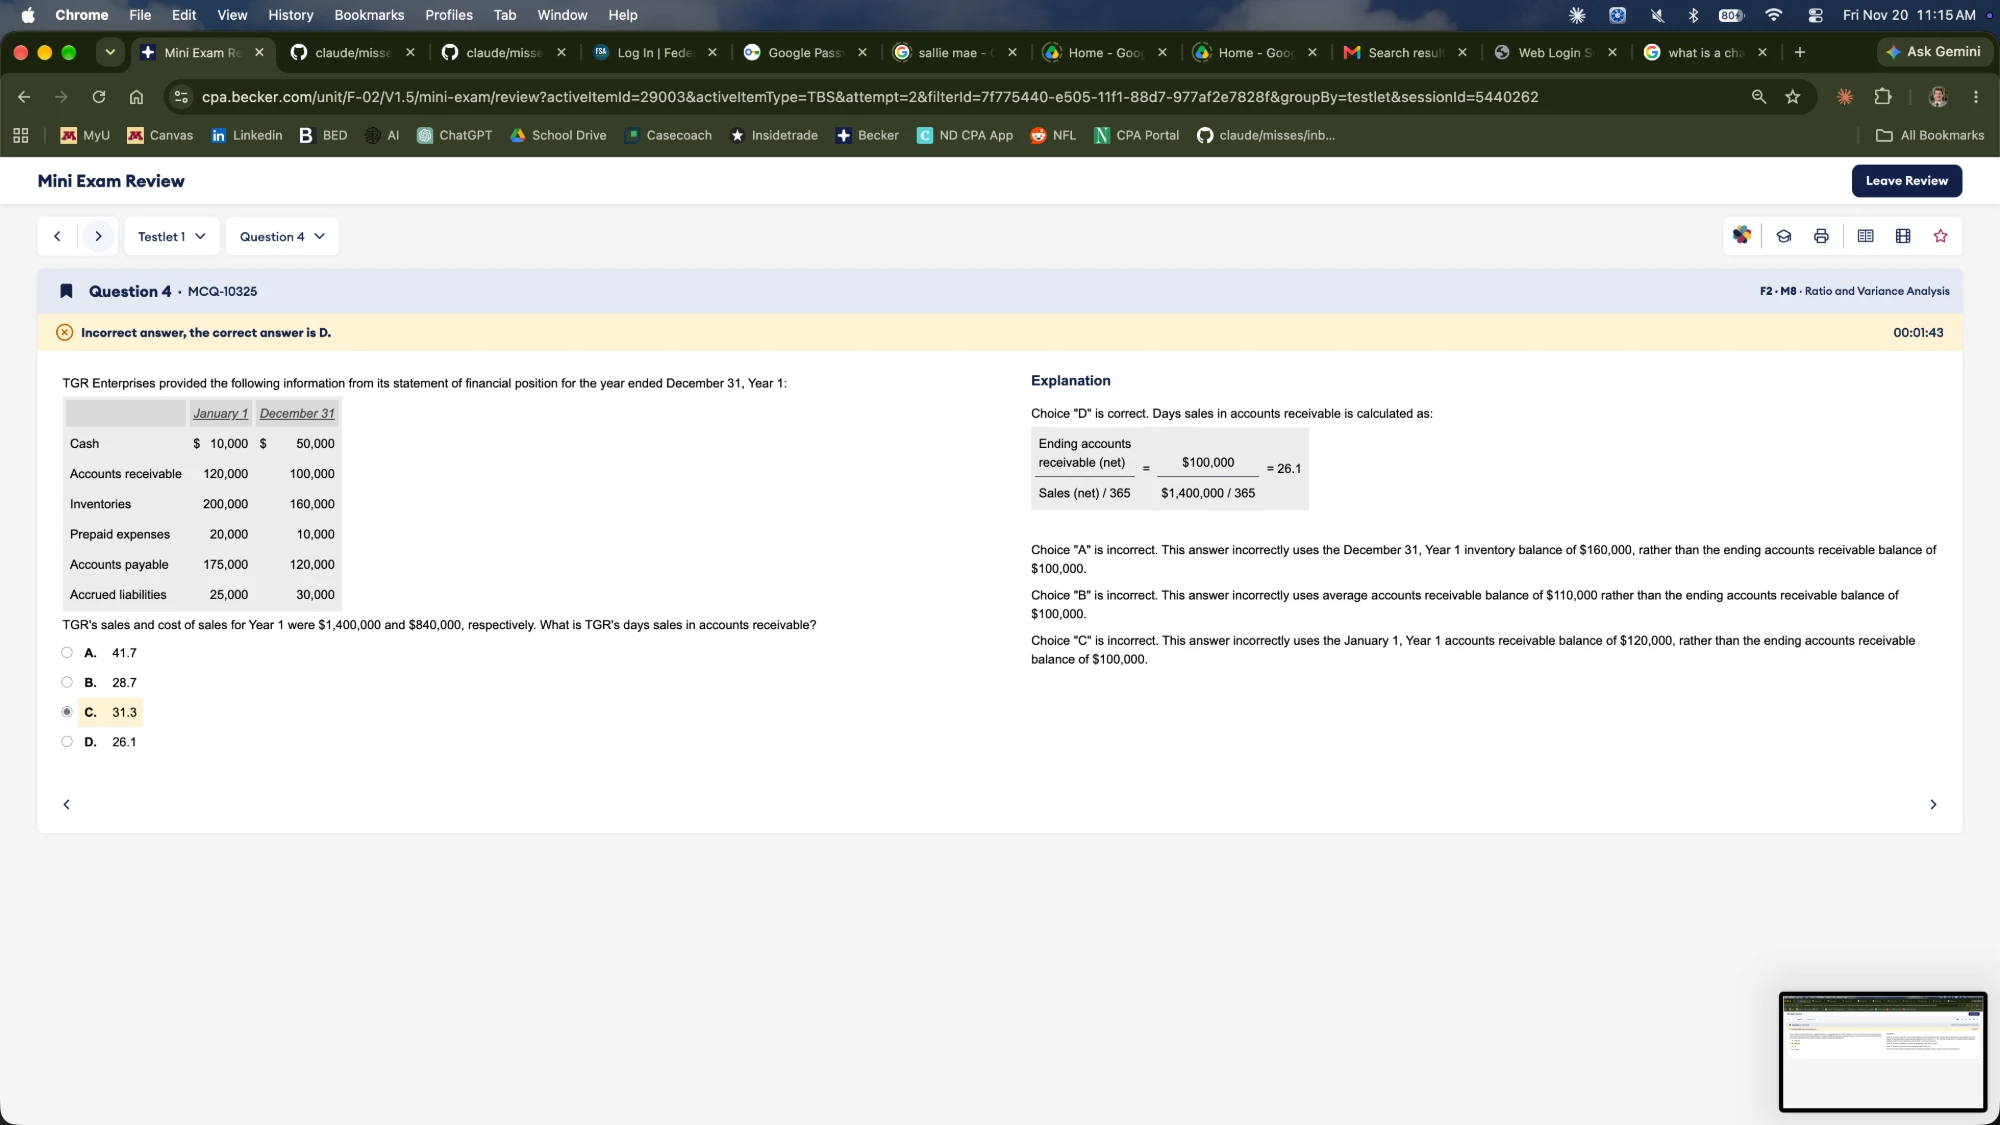 Chrome File Edit View History Bookmarks Profiles Tab Window Help 80 Fri Nov 20 11:15 AM
Mini Exam Re claude/misse claude/misse FSA Log In | Fede Google Pass sallie mae - Home - Goo Home - Goo Search resul Web Login S what is a cha Ask Gemini
cpa.becker.com/unit/F-02/V1.5/mini-exam/review?activeItemId=29003&activeItemType=TBS&attempt=2&filterId=7f775440-e505-11f1-88d7-977af2e7828f&groupBy=testlet&sessionId=5440262
MyU Canvas in Linkedin B BED AI ChatGPT School Drive Casecoach Insidetrade Becker C ND CPA App NFL N CPA Portal claude/misses/inb... All Bookmarks
Mini Exam Review
Leave Review
Testlet 1 Question 4
Question 4 · MCQ-10325
F2 · M8 · Ratio and Variance Analysis
Incorrect answer, the correct answer is D.
00:01:43
TGR Enterprises provided the following information from its statement of financial position for the year ended December 31, Year 1:
January 1 December 31
Cash $ 10,000 $ 50,000
Accounts receivable 120,000 100,000
Inventories 200,000 160,000
Prepaid expenses 20,000 10,000
Accounts payable 175,000 120,000
Accrued liabilities 25,000 30,000
TGR's sales and cost of sales for Year 1 were $1,400,000 and $840,000, respectively. What is TGR's days sales in accounts receivable?
A. 41.7
B. 28.7
C. 31.3
D. 26.1
Explanation
Choice "D" is correct. Days sales in accounts receivable is calculated as:
Ending accounts
receivable (net) = $100,000 = 26.1
Sales (net) / 365 $1,400,000 / 365
Choice "A" is incorrect. This answer incorrectly uses the December 31, Year 1 inventory balance of $160,000, rather than the ending accounts receivable balance of
$100,000.
Choice "B" is incorrect. This answer incorrectly uses average accounts receivable balance of $110,000 rather than the ending accounts receivable balance of
$100,000.
Choice "C" is incorrect. This answer incorrectly uses the January 1, Year 1 accounts receivable balance of $120,000, rather than the ending accounts receivable
balance of $100,000.